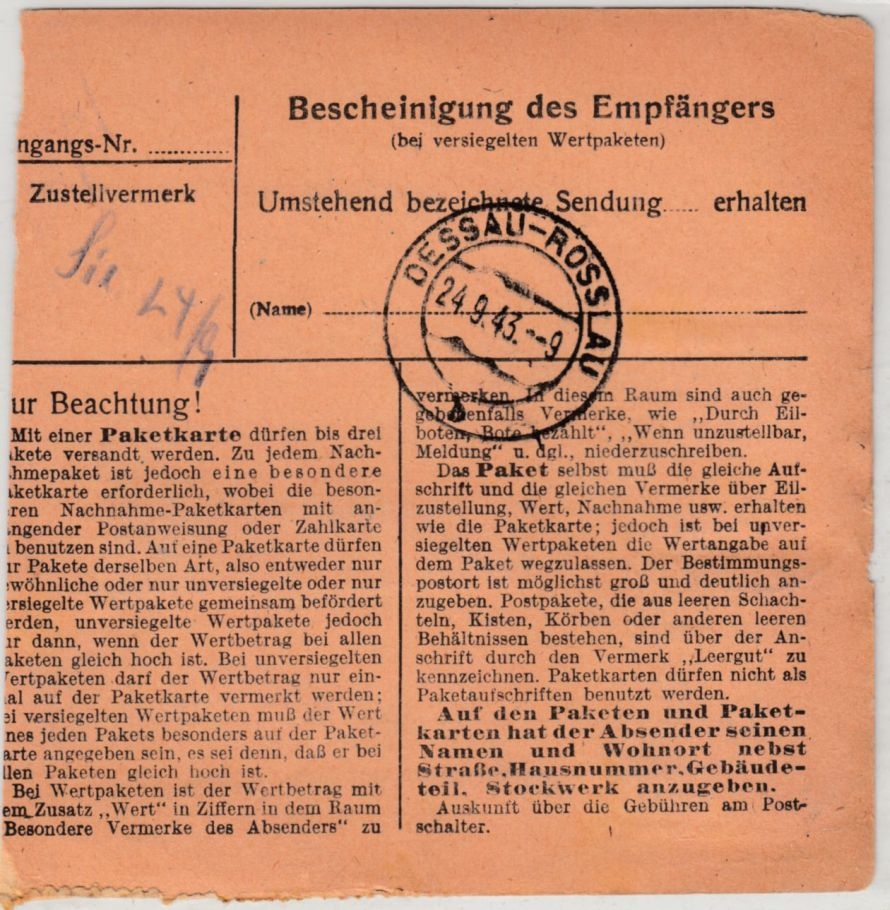 Bescheinigung des Empfängers
(bei versiegelten Wertpaketen)
ngangs-Nr. ............
Zustellvermerk
Umstehend bezeichnete Sendung..... erhalten
24/9
(Name)
DESSAU-ROSSLAU
24.9.43.--9
b
ur Beachtung!
Mit einer Paketkarte dürfen bis drei
akete versandt werden. Zu jedem Nach-
hmepaket ist jedoch eine besondere
aketkarte erforderlich, wobei die beson-
ren Nachnahme-Paketkarten mit an-
ngender Postanweisung oder Zahlkarte
benutzen sind. Auf eine Paketkarte dürfen
ur Pakete derselben Art, also entweder nur
ewöhnliche oder nur unversiegelte oder nur
ersiegelte Wertpakete gemeinsam befördert
erden, unversiegelte Wertpakete jedoch
ur dann, wenn der Wertbetrag bei allen
aketen gleich hoch ist. Bei unversiegelten
ertpaketen darf der Wertbetrag nur ein-
al auf der Paketkarte vermerkt werden;
ei versiegelten Wertpaketen muß der Wert
nes jeden Pakets besonders auf der Paket-
arte angegeben sein, es sei denn, daß er bei
llen Paketen gleich hoch ist.
Bei Wertpaketen ist der Wertbetrag mit
em Zusatz „Wert" in Ziffern in dem Raum
Besondere Vermerke des Absenders" zu
vermerken. In diesem Raum sind auch ge-
gebenenfalls Vermerke, wie „Durch Eil-
boten, Bote bezahlt", „Wenn unzustellbar,
Meldung" u. dgl., niederzuschreiben.
Das Paket selbst muß die gleiche Auf-
schrift und die gleichen Vermerke über Eil-
zustellung, Wert, Nachnahme usw. erhalten
wie die Paketkarte; jedoch ist bei unver-
siegelten Wertpaketen die Wertangabe auf
dem Paket wegzulassen. Der Bestimmungs-
postort ist möglichst groß und deutlich an-
zugeben. Postpakete, die aus leeren Schach-
teln, Kisten, Körben oder anderen leeren
Behältnissen bestehen, sind über der An-
schrift durch den Vermerk „Leergut" zu
kennzeichnen. Paketkarten dürfen nicht als
Paketaufschriften benutzt werden.
Auf den Paketen und Paket-
karten hat der Absender seinen
Namen und Wohnort nebst
Straße, Hausnummer, Gebäude-
teil, Stockwerk anzugeben.
Auskunft über die Gebühren am Post-
schalter.